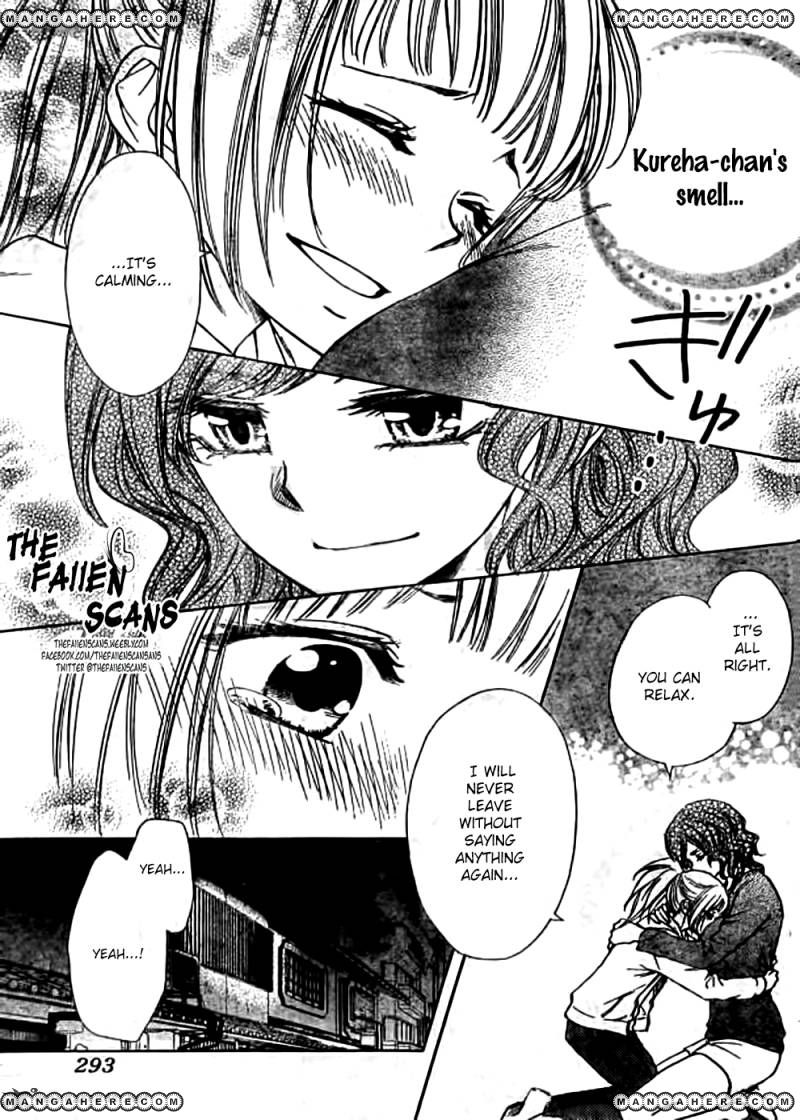 MANGAHERE.COM
MANGAHERE.COM
Kureha-chan's
smell...
...IT'S
CALMING...
ぎゅ…
THE
FALLEN
SCANS
THEFALLENSCANS.WEEBLY.COM
FACEBOOK.COM/THEFALLENSCANSANS
TWITTER @THEFALLENSCANS
...
IT'S
ALL
RIGHT.
YOU CAN
RELAX.
I WILL
NEVER
LEAVE
WITHOUT
SAYING
ANYTHING
AGAIN...
YEAH...
YEAH...!
293
MANGAHERE.COM
MANGAHERE.COM